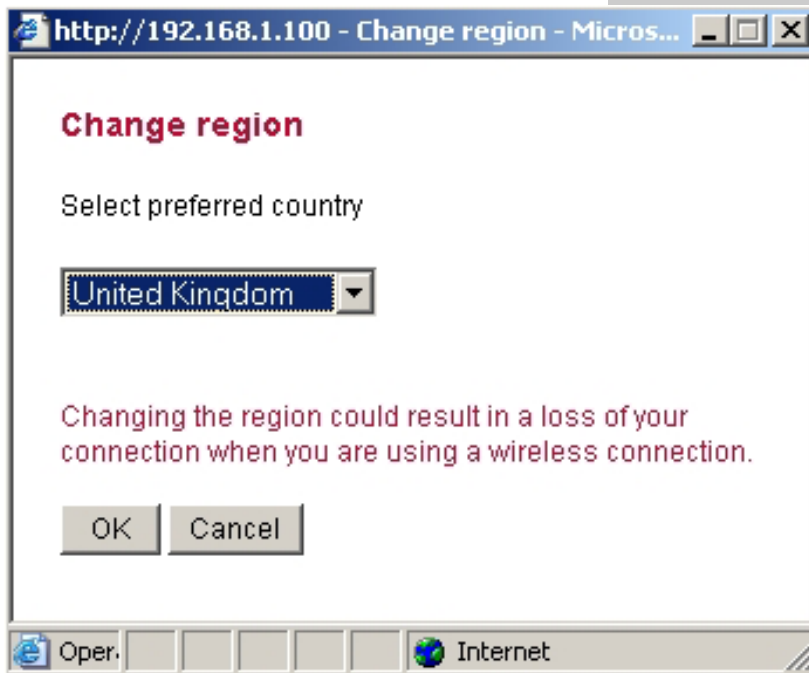 http://192.168.1.100 - Change region - Micros...
Change region
Select preferred country
United Kingdom
Changing the region could result in a loss of your
connection when you are using a wireless connection.
OK Cancel
Oper. Internet